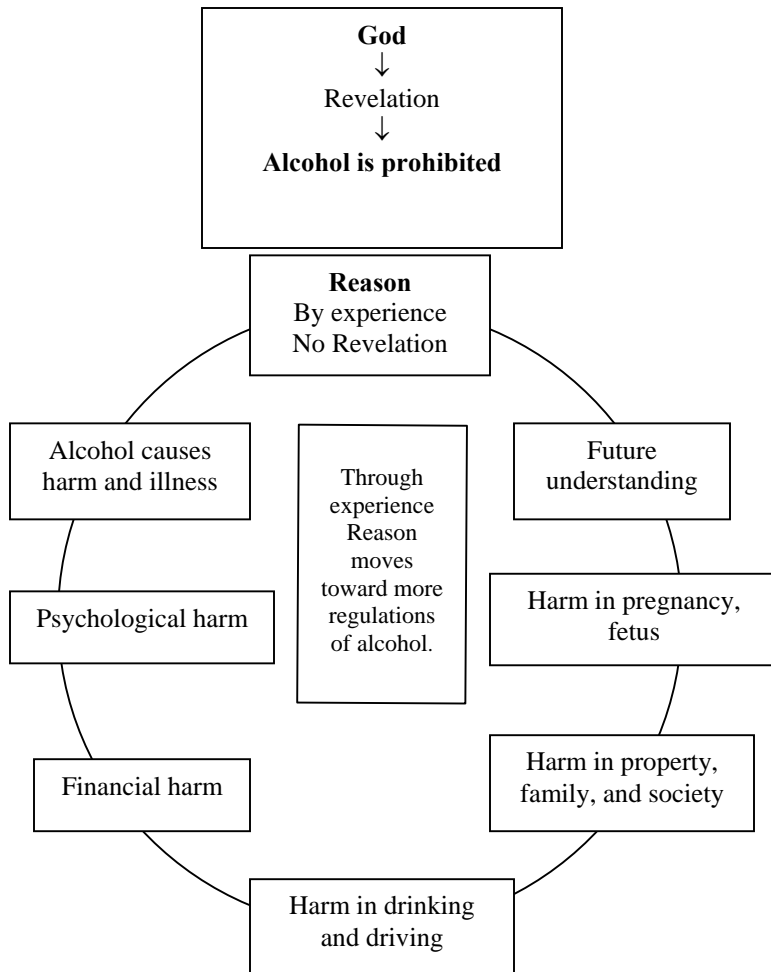 God
↓
Revelation
↓
Alcohol is prohibited
Reason
By experience
No Revelation
Alcohol causes
harm and illness
Psychological harm
Financial harm
Through
experience
Reason
moves
toward more
regulations
of alcohol.
Future
understanding
Harm in pregnancy,
fetus
Harm in property,
family, and society
Harm in drinking
and driving